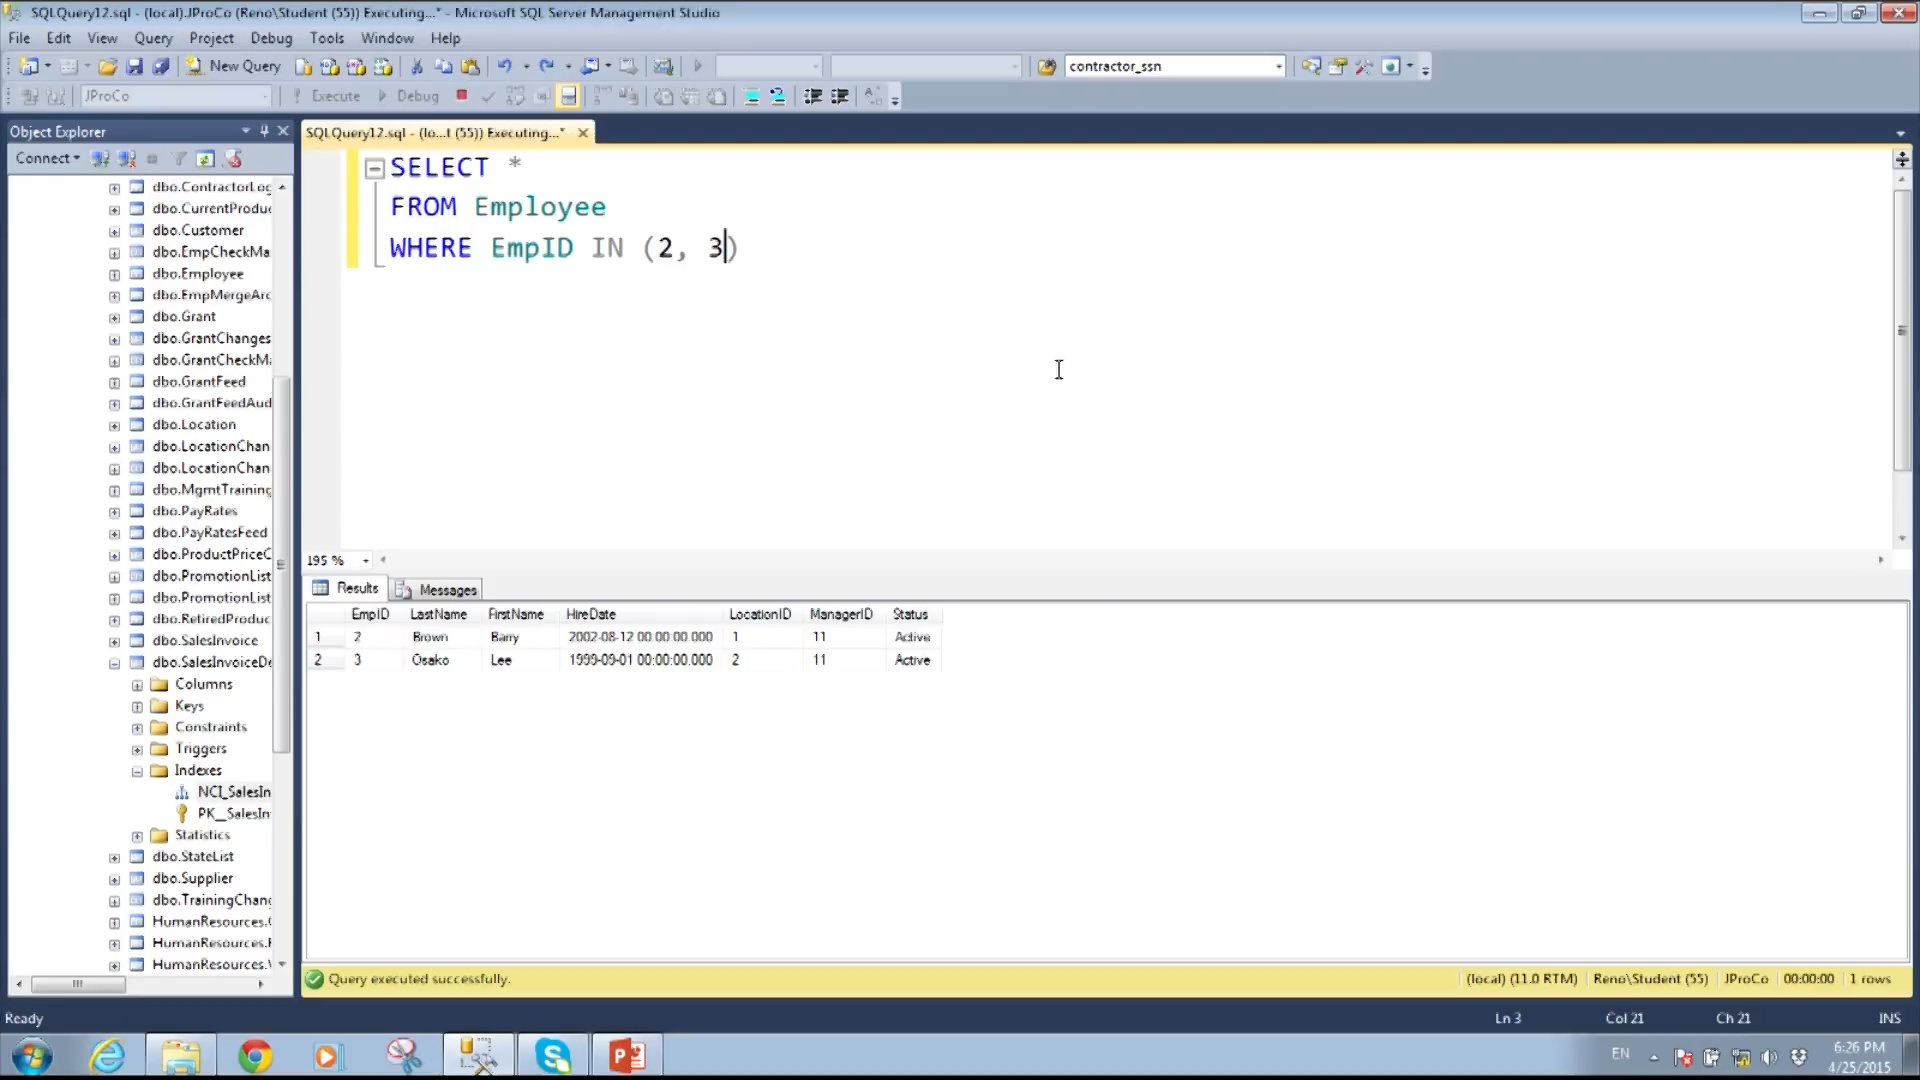 SQLQuery12.sql - (local).JProCo (Reno\Student (55)) Executing...* - Microsoft SQL Server Management Studio
File Edit View Query Project Debug Tools Window Help
New Query contractor_ssn
JProCo Execute Debug
Object Explorer
SQLQuery12.sql - (lo...t (55)) Executing...*
Connect
dbo.ContractorLog
dbo.CurrentProdu
dbo.Customer
dbo.EmpCheckMa
dbo.Employee
dbo.EmpMergeArc
dbo.Grant
dbo.GrantChanges
dbo.GrantCheckMa
dbo.GrantFeed
dbo.GrantFeedAud
dbo.Location
dbo.LocationChan
dbo.LocationChan
dbo.MgmtTraining
dbo.PayRates
dbo.PayRatesFeed
dbo.ProductPriceC
dbo.PromotionList
dbo.PromotionList
dbo.RetiredProduc
dbo.SalesInvoice
dbo.SalesInvoiceDe
Columns
Keys
Constraints
Triggers
Indexes
NCI_SalesIn
PK__SalesIn
Statistics
dbo.StateList
dbo.Supplier
dbo.TrainingChang
HumanResources.
HumanResources.
HumanResources.
SELECT *
FROM Employee
WHERE EmpID IN (2, 3)
195 %
Results Messages
EmpID LastName FirstName HireDate LocationID ManagerID Status
1 2 Brown Barry 2002-08-12 00:00:00.000 1 11 Active
2 3 Osako Lee 1999-09-01 00:00:00.000 2 11 Active
Query executed successfully. (local) (11.0 RTM) Reno\Student (55) JProCo 00:00:00 1 rows
Ready Ln 3 Col 21 Ch 21 INS
EN 6:26 PM
4/25/2015